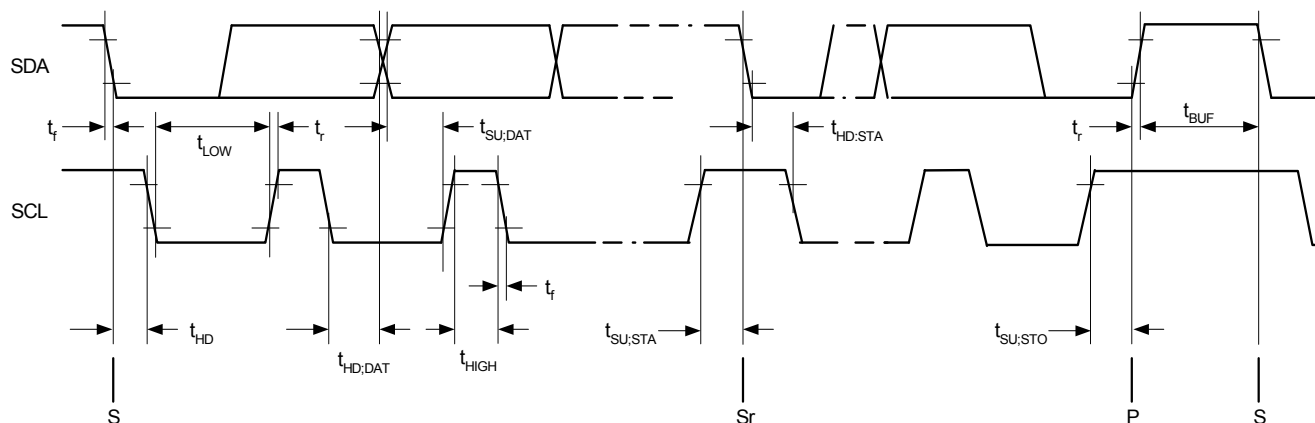 SDA
t_f
t_LOW
t_r
t_SU;DAT
t_HD:STA
t_r
t_BUF
SCL
t_f
t_HD
t_HD;DAT
t_HIGH
t_SU;STA
t_SU;STO
S
Sr
P
S